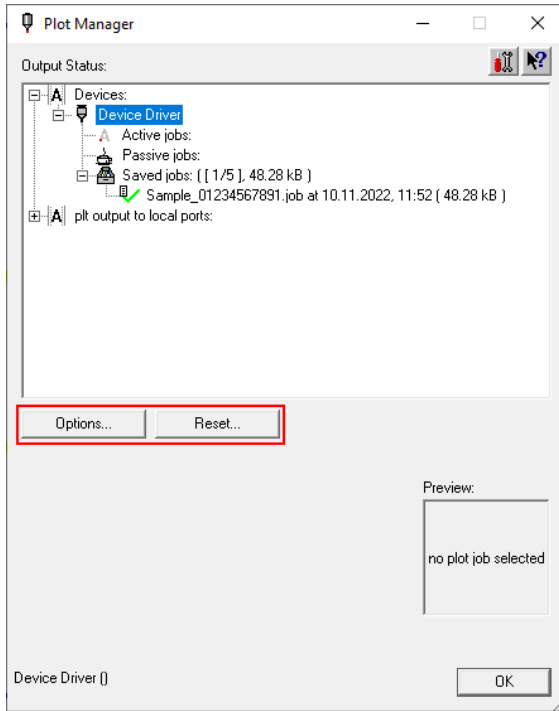 Plot Manager
Output Status:
A Devices:
Device Driver
A Active jobs:
Passive jobs:
Saved jobs: ( [ 1/5 ], 48.28 kB )
Sample_01234567891.job at 10.11.2022, 11:52 ( 48.28 kB )
A plt output to local ports:
Options... Reset...
Preview:
no plot job selected
Device Driver ()
OK